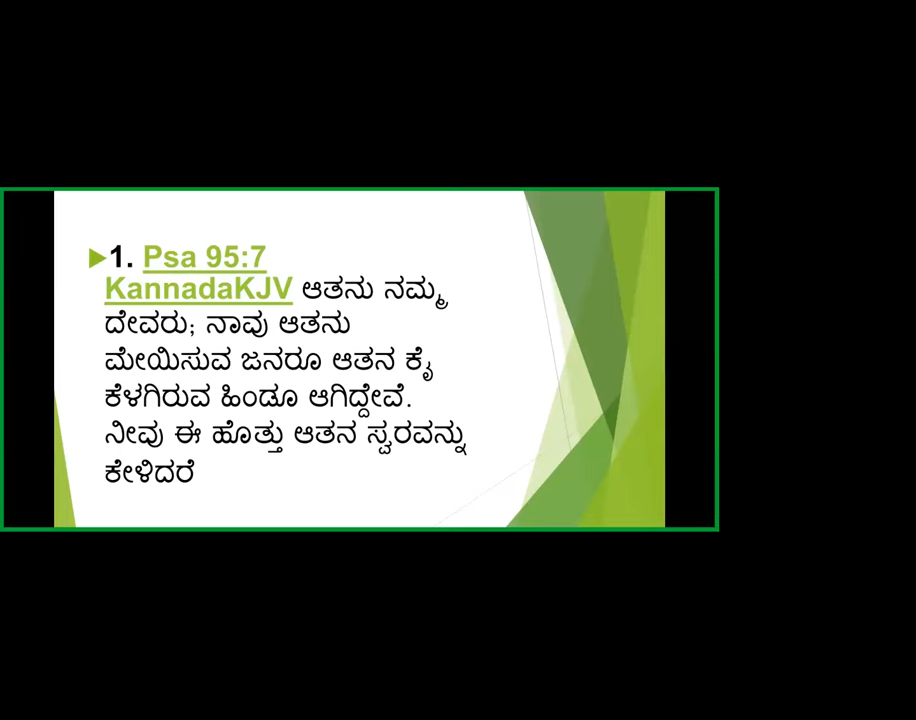 1. Psa 95:7
KannadaKJV ಆತನು ನಮ್ಮ
ದೇವರು; ನಾವು ಆತನು
ಮೇಯಿಸುವ ಜನರೂ ಆತನ ಕೈ
ಕೆಳಗಿರುವ ಹಿಂಡೂ ಆಗಿದ್ದೇವೆ.
ನೀವು ಈ ಹೊತ್ತು ಆತನ ಸ್ವರವನ್ನು
ಕೇಳಿದರೆ